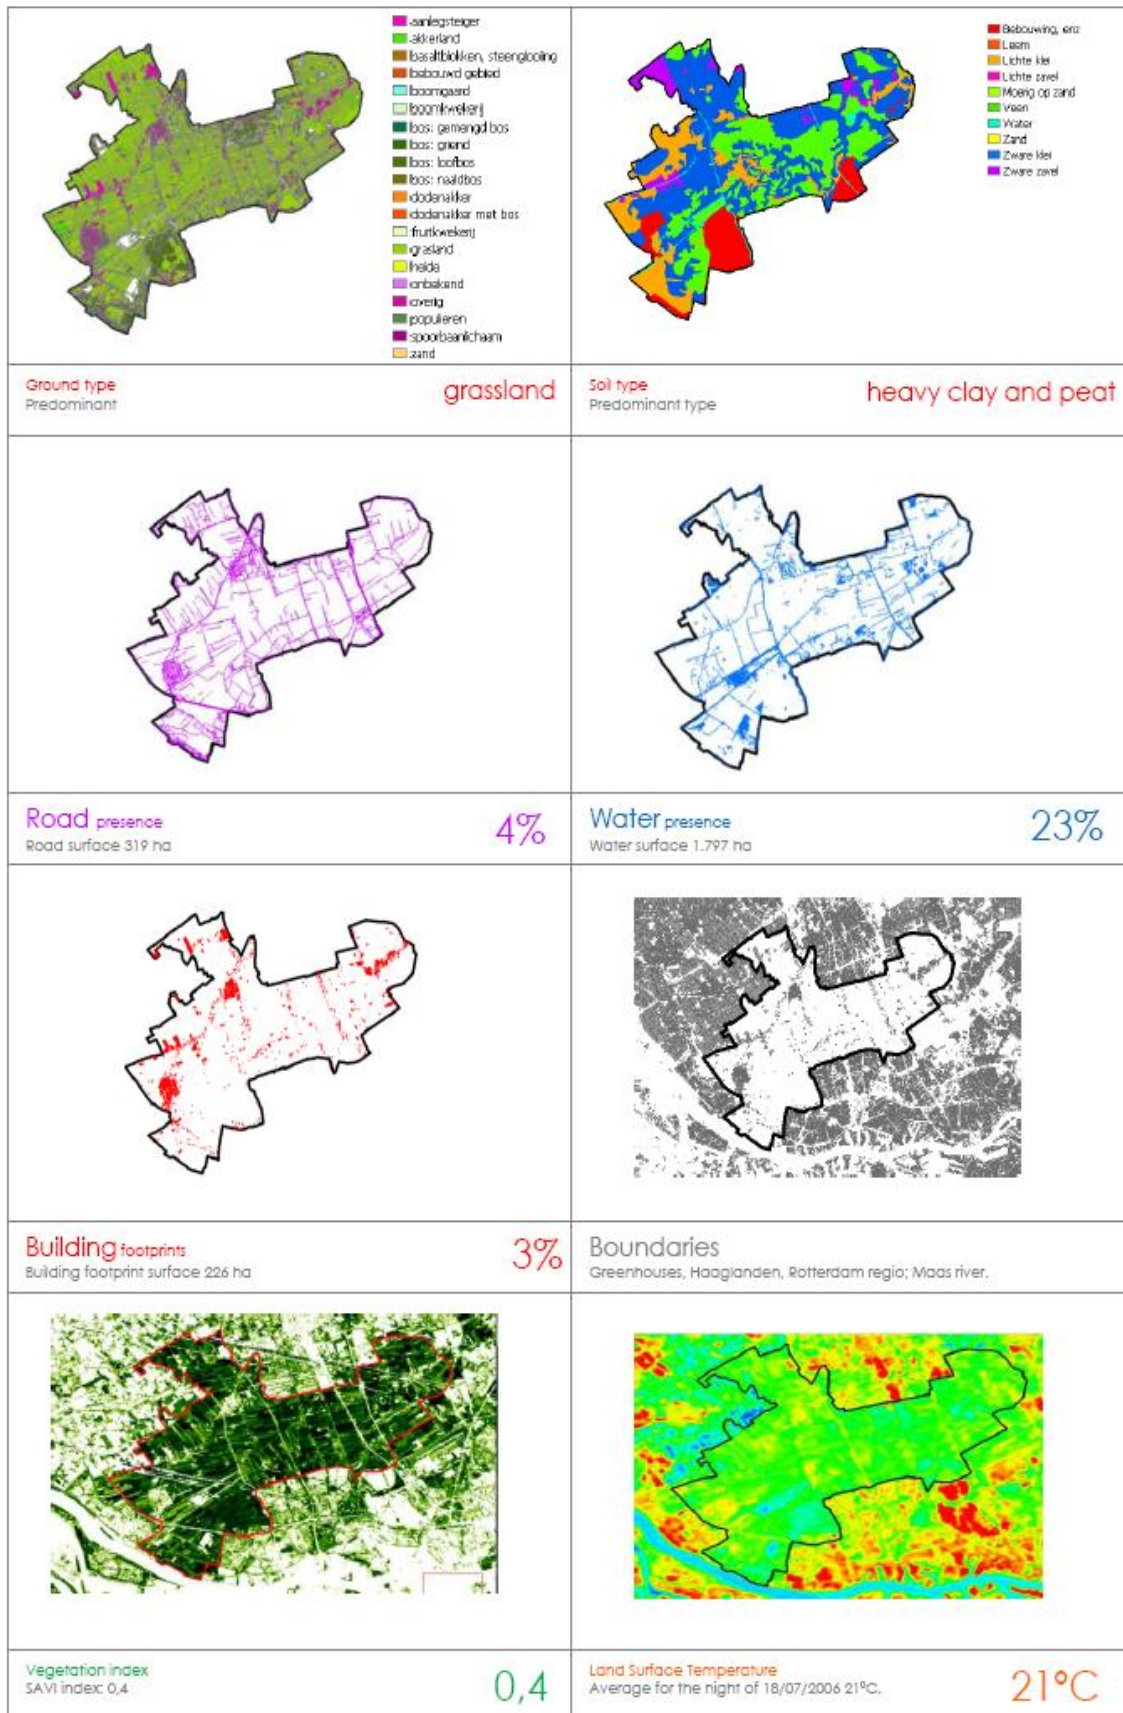 aanlegsteiger
akkerland
basaltblokken, steenglooiing
bebouwd gebied
boomgaard
boomkwekerij
bos: gemengd bos
bos: griend
bos: loofbos
bos: naaldbos
dodenakker
dodenakker met bos
fruitkwekerij
grasland
heide
onbekend
overig
populieren
spoorbaanlichaam
zand
Bebouwing, enz
Leem
Lichte klei
Lichte zavel
Moerig op zand
Veen
Water
Zand
Zware klei
Zware zavel
Ground type
Predominant
grassland
Soil type
Predominant type
heavy clay and peat
Road presence
Road surface 319 ha
4%
Water presence
Water surface 1.797 ha
23%
Building footprints
Building footprint surface 226 ha
3%
Boundaries
Greenhouses, Haaglanden, Rotterdam regio; Maas river.
Vegetation index
SAVI index: 0,4
0,4
Land Surface Temperature
Average for the night of 18/07/2006 21ºC.
21ºC